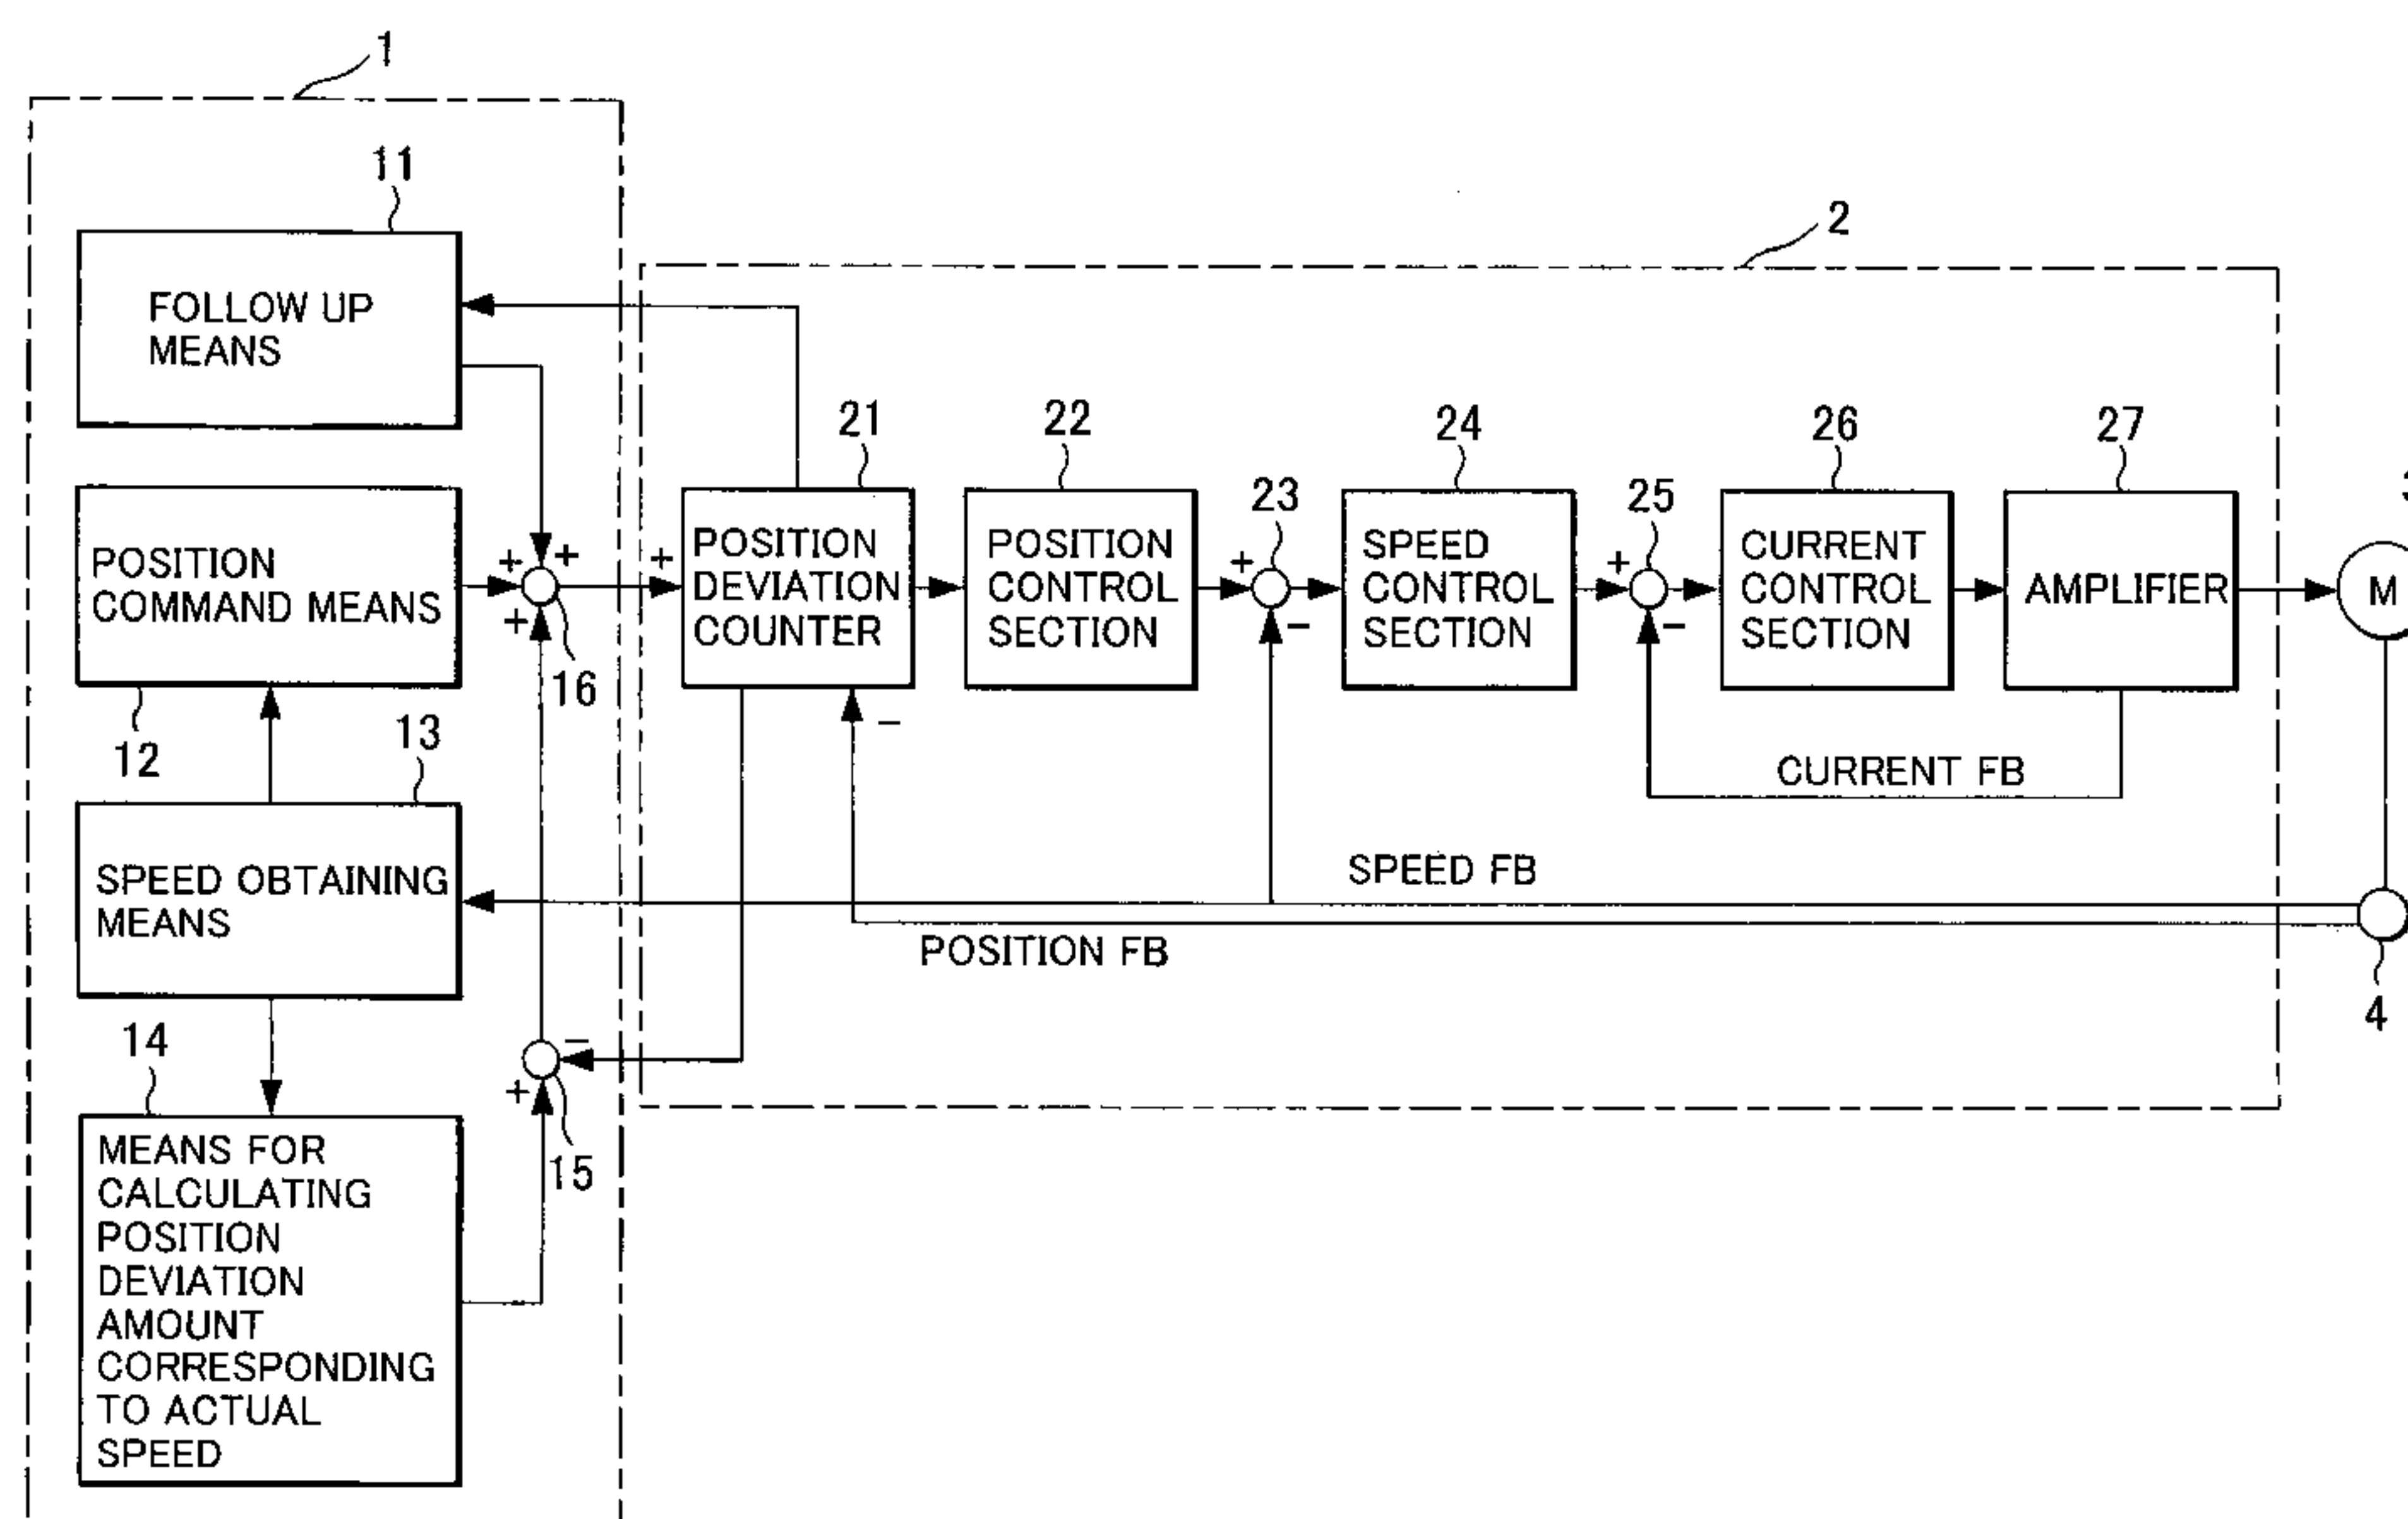 1
11
FOLLOW UP
MEANS
2
POSITION
COMMAND MEANS
12
+
+
+
16
13
SPEED OBTAINING
MEANS
14
MEANS FOR
CALCULATING
POSITION
DEVIATION
AMOUNT
CORRESPONDING
TO ACTUAL
SPEED
−
+
15
+
21
POSITION
DEVIATION
COUNTER
−
22
POSITION
CONTROL
SECTION
23
+
−
24
SPEED
CONTROL
SECTION
25
+
−
26
CURRENT
CONTROL
SECTION
27
AMPLIFIER
M
CURRENT FB
SPEED FB
POSITION FB
4